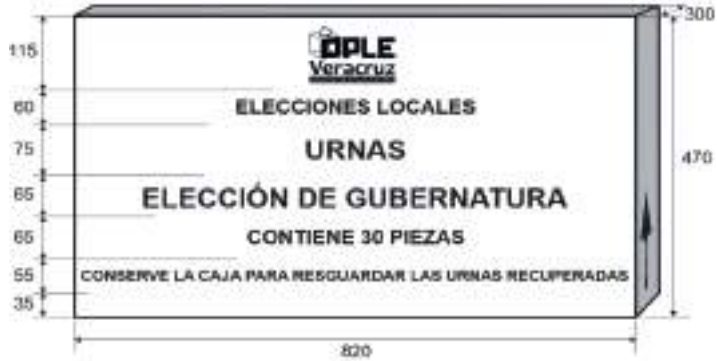 300
115
OPLE
Veracruz
60
ELECCIONES LOCALES
75
URNAS
470
65
ELECCIÓN DE GUBERNATURA
65
CONTIENE 30 PIEZAS
55
CONSERVE LA CAJA PARA RESGUARDAR LAS URNAS RECUPERADAS
35
820